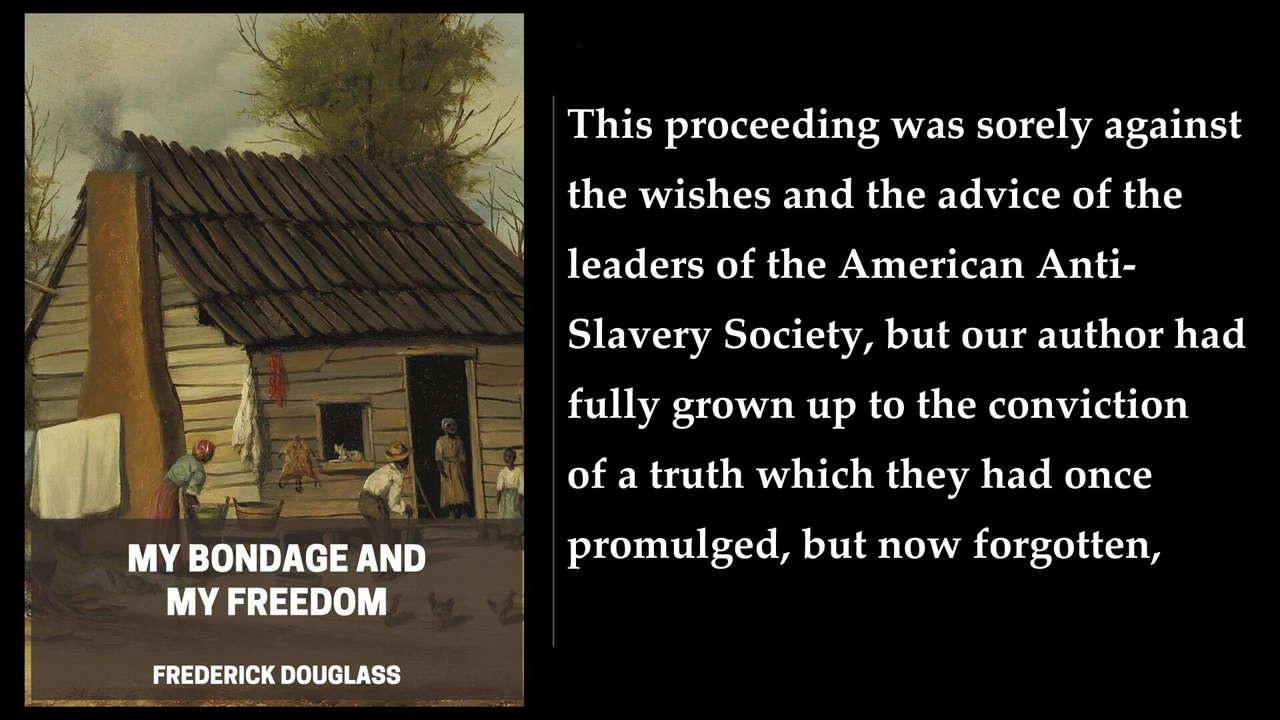 MY BONDAGE AND
MY FREEDOM
FREDERICK DOUGLASS
This proceeding was sorely against
the wishes and the advice of the
leaders of the American Anti-
Slavery Society, but our author had
fully grown up to the conviction
of a truth which they had once
promulged, but now forgotten,